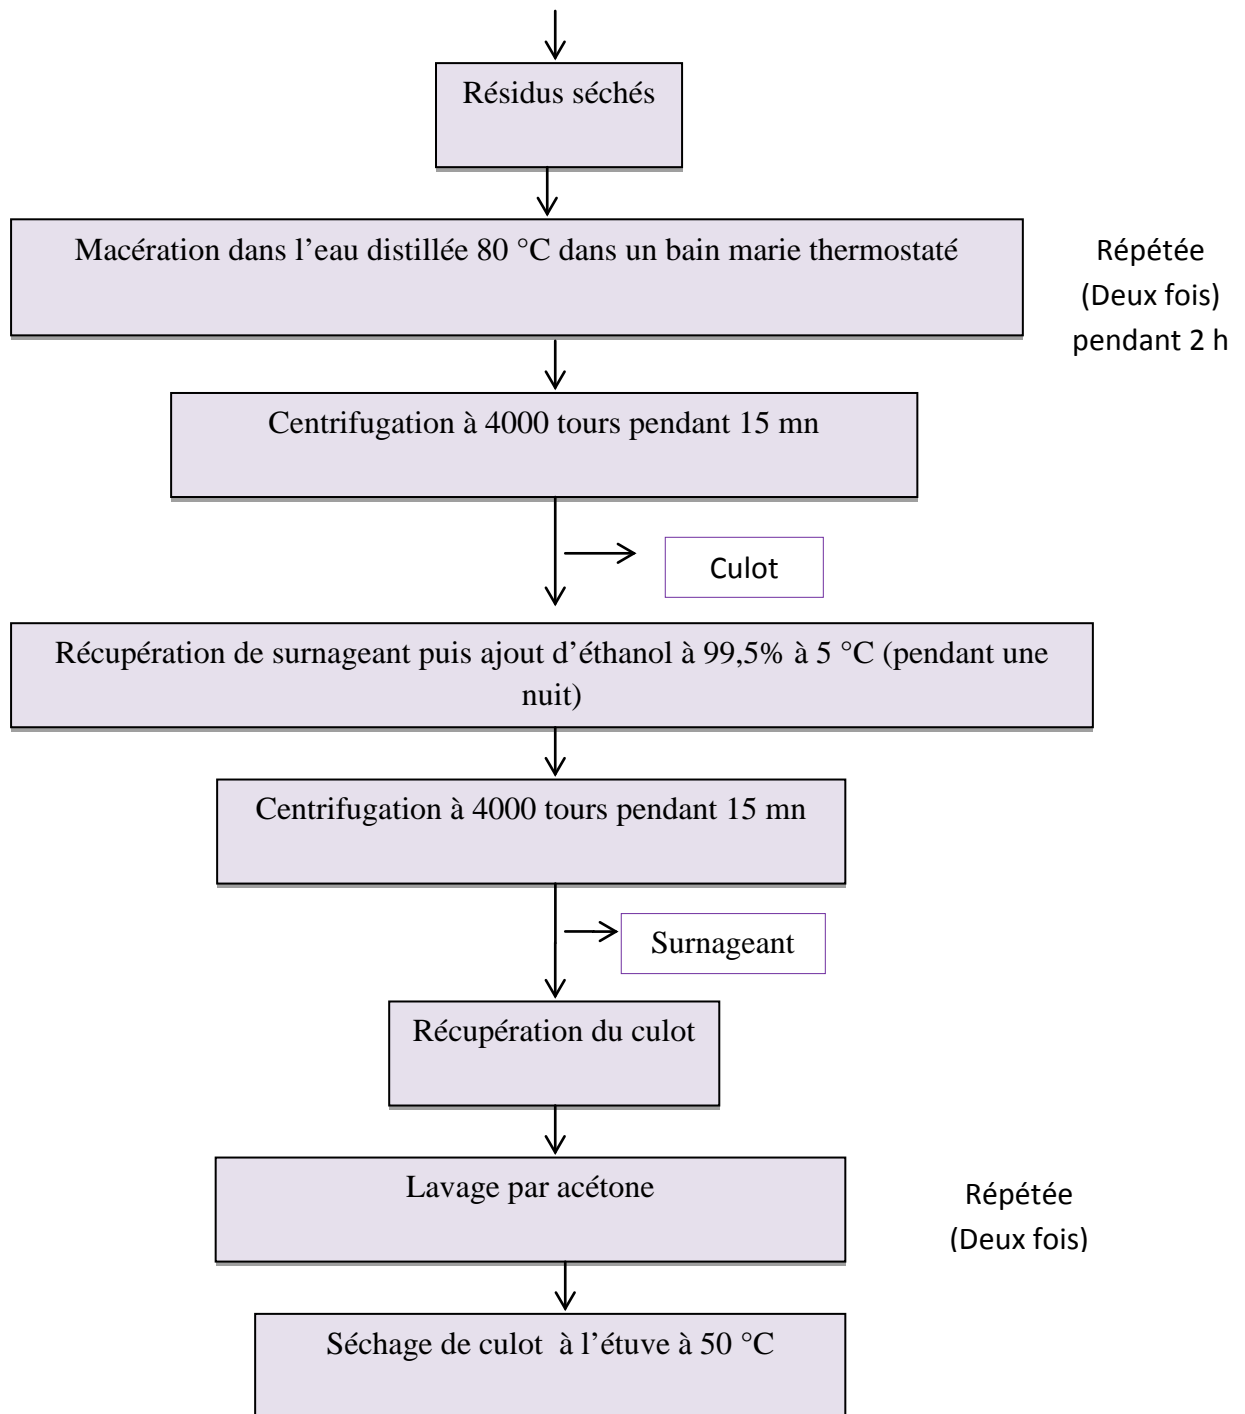 Résidus séchés
Macération dans l’eau distillée 80 °C dans un bain marie thermostaté
Répétée
(Deux fois)
pendant 2 h
Centrifugation à 4000 tours pendant 15 mn
Culot
Récupération de surnageant puis ajout d’éthanol à 99,5% à 5 °C (pendant une
nuit)
Centrifugation à 4000 tours pendant 15 mn
Surnageant
Récupération du culot
Lavage par acétone
Répétée
(Deux fois)
Séchage de culot à l’étuve à 50 °C